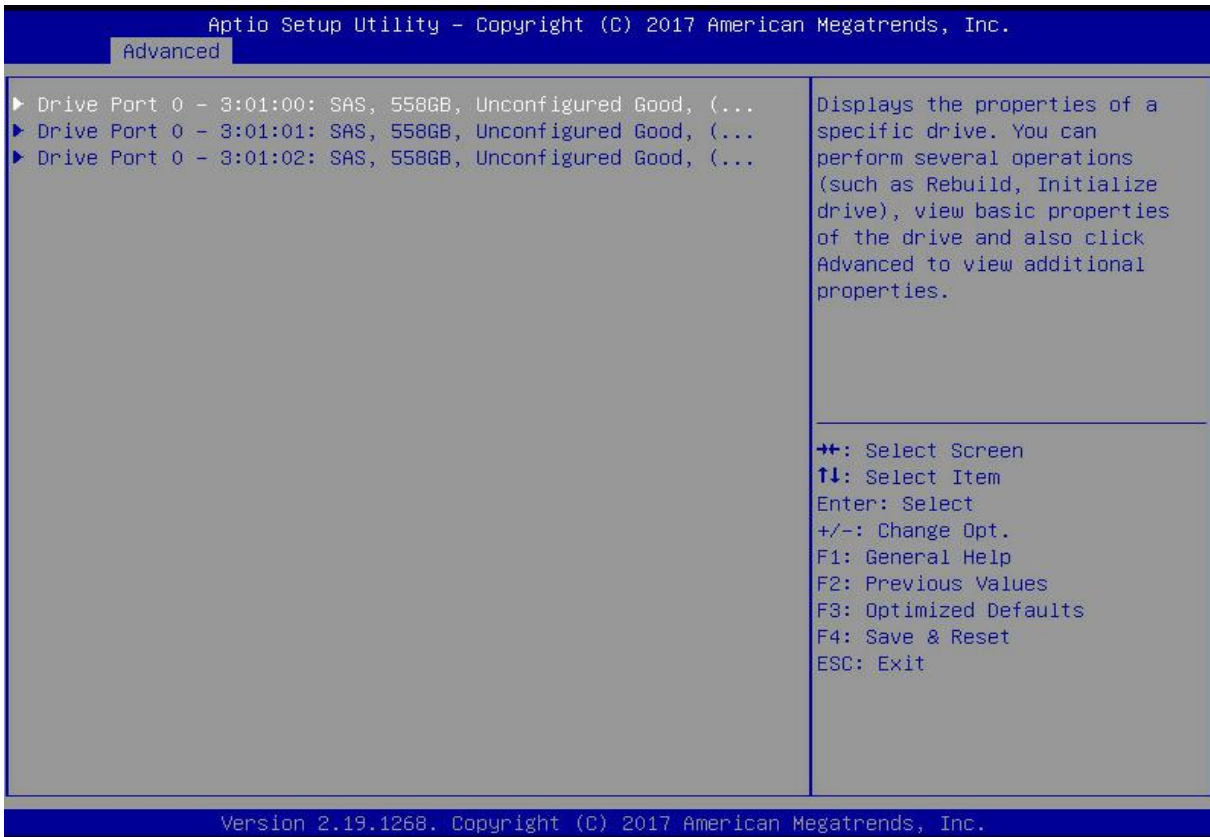 Aptio Setup Utility – Copyright (C) 2017 American Megatrends, Inc.
Advanced
▶ Drive Port 0 – 3:01:00: SAS, 558GB, Unconfigured Good, (...
▶ Drive Port 0 – 3:01:01: SAS, 558GB, Unconfigured Good, (...
▶ Drive Port 0 – 3:01:02: SAS, 558GB, Unconfigured Good, (...
Displays the properties of a
specific drive. You can
perform several operations
(such as Rebuild, Initialize
drive), view basic properties
of the drive and also click
Advanced to view additional
properties.
→←: Select Screen
↑↓: Select Item
Enter: Select
+/-: Change Opt.
F1: General Help
F2: Previous Values
F3: Optimized Defaults
F4: Save & Reset
ESC: Exit
Version 2.19.1268. Copyright (C) 2017 American Megatrends, Inc.